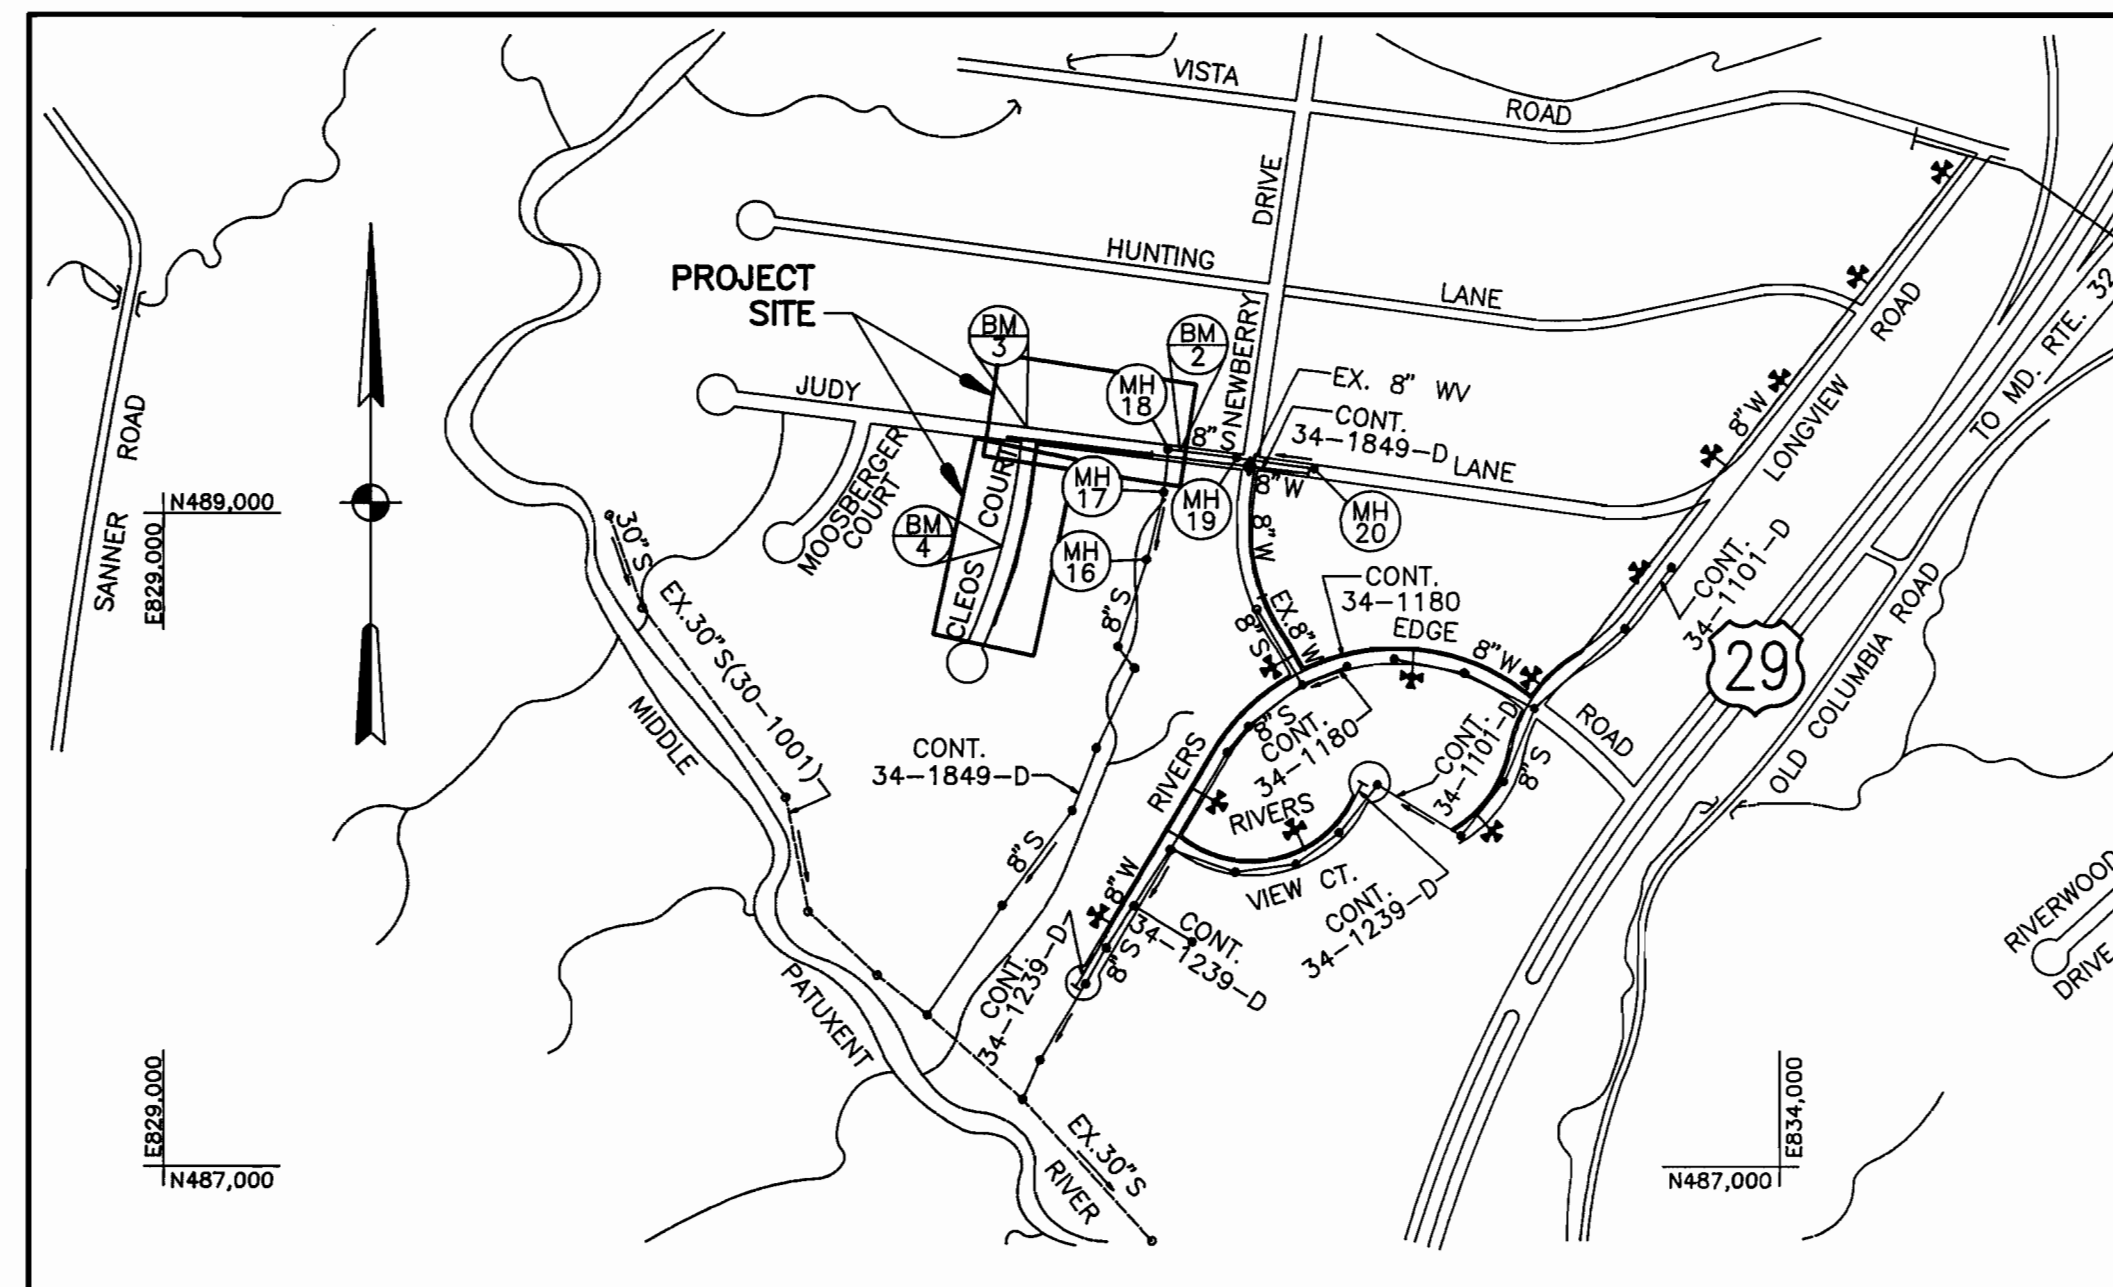 VISTA
ROAD
DRIVE
HUNTING
LANE
PROJECT
SITE
BM
3
BM
2
NEWBERRY
ROAD
TO MD. RTE. 32
JUDY
MH
18
8"S
EX. 8" WV
CONT.
34-1849-D
LANE
8"W
LONGVIEW
SANNER
ROAD
MOOSBERGER
COURT
CLEOS
COURT
MH
17
MH
19
8"W
MH
20
N489,000
E829,000
BM
4
MH
16
30"S
EX.30"S(30-1001)
8"S
8"W
EX.8"W
8"S
CONT.
34-1180
EDGE
8"W
CONT.
34-1101-D
29
OLD COLUMBIA ROAD
ROAD
MIDDLE
CONT.
34-1849-D
RIVERS
8"S
CONT.
34-1180
CONT.
34-1101-D
8"S
RIVERS
VIEW CT.
8"S
8"W
CONT.
34-1239-D
CONT.
34-1239-D
CONT.
34-1239-D
8"S
RIVERWOOD
DRIVE
PATUXENT
E829,000
N487,000
EX.30"S
RIVER
E834,000
N487,000